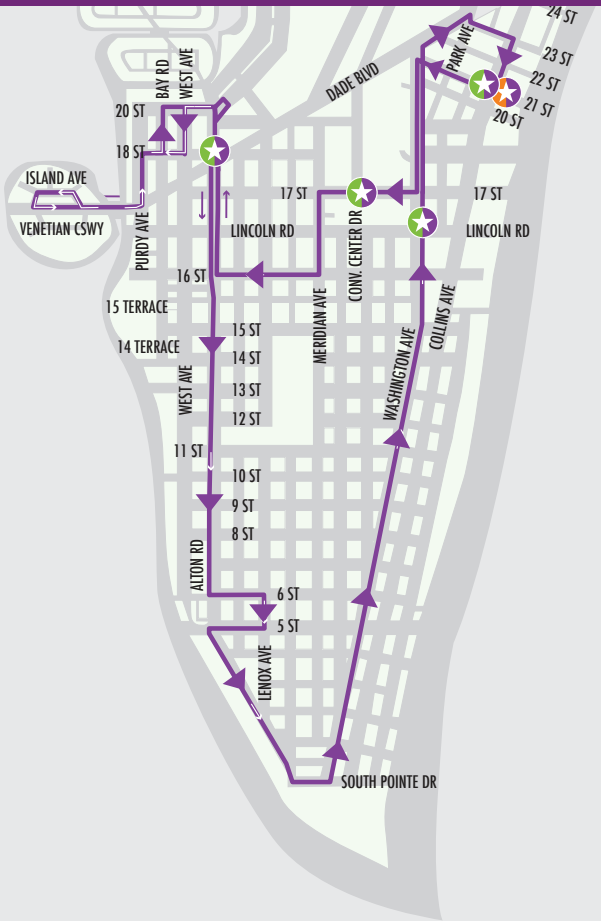 24 ST
PARK AVE
23 ST
22 ST
21 ST
20 ST
BAY RD
WEST AVE
DADE BLVD
20 ST
18 ST
ISLAND AVE
VENETIAN CSWY
PURDY AVE
17 ST
CONV. CENTER DR
17 ST
LINCOLN RD
LINCOLN RD
16 ST
15 TERRACE
MERIDIAN AVE
COLLINS AVE
15 ST
14 TERRACE
14 ST
WEST AVE
WASHINGTON AVE
13 ST
12 ST
11 ST
10 ST
9 ST
8 ST
ALTON RD
6 ST
5 ST
LENOX AVE
SOUTH POINTE DR